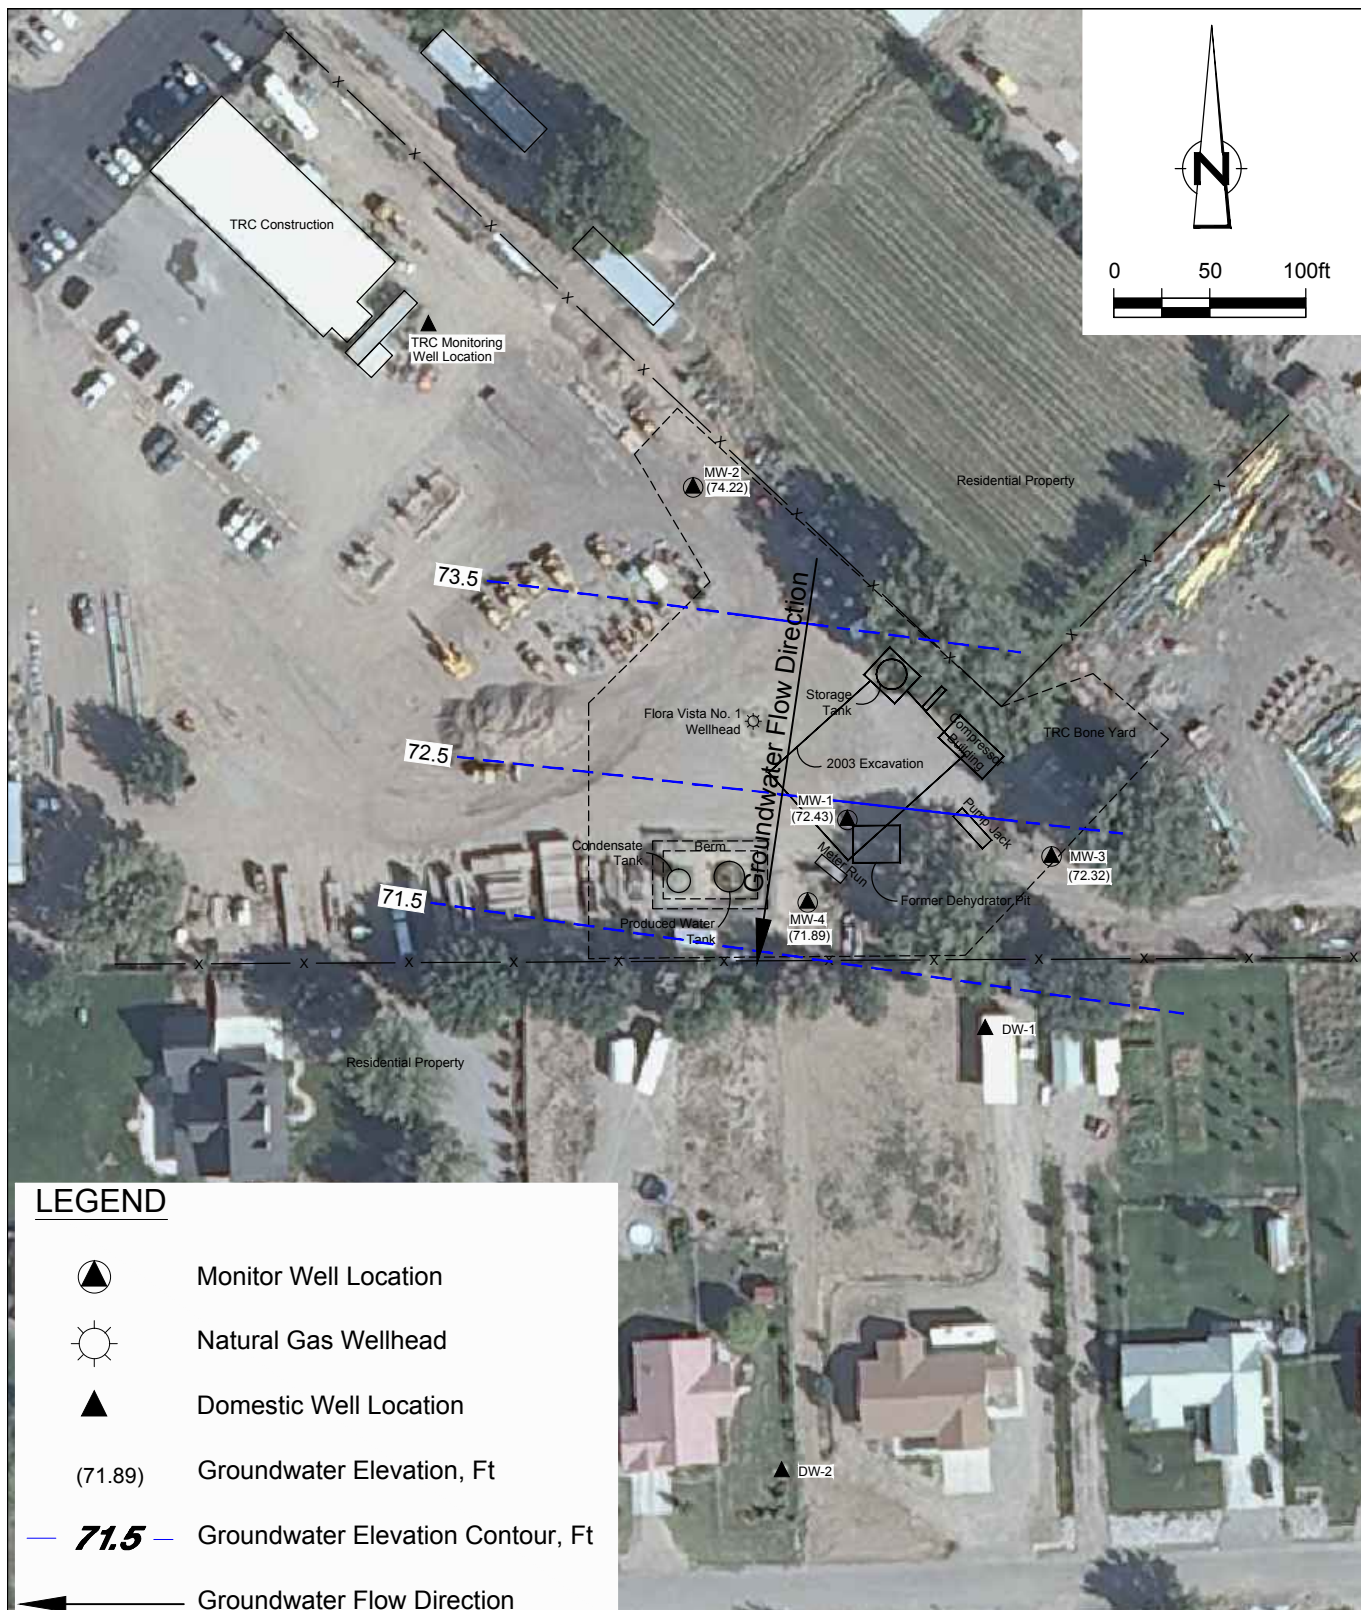 N
0 50 100ft
TRC Construction
TRC Monitoring
Well Location
MW-2
(74.22)
Residential Property
73.5
Groundwater Flow Direction
Storage
Tank
Flora Vista No. 1
Wellhead
Compressor
Building
TRC Bone Yard
72.5
2003 Excavation
MW-1
(72.43)
Pump Jack
Condensate
Tank
Berm
Meter Run
MW-3
(72.32)
71.5
Former Dehydrator Pit
Produced Water
Tank
MW-4
(71.89)
x x x x x x x x x x x x
DW-1
Residential Property
LEGEND
Monitor Well Location
Natural Gas Wellhead
Domestic Well Location
(71.89) Groundwater Elevation, Ft
71.5 Groundwater Elevation Contour, Ft
Groundwater Flow Direction
DW-2